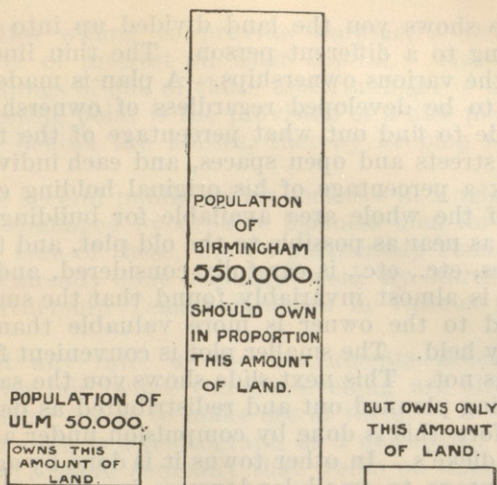 POPULATION
OF
BIRMINGHAM
550,000.
SHOULD OWN
IN PROPORTION
THIS AMOUNT
OF LAND.
POPULATION OF
ULM 50.000.
OWNS THIS
AMOUNT OF
LAND.
BUT OWNS ONLY
THIS AMOUNT
OF LAND.